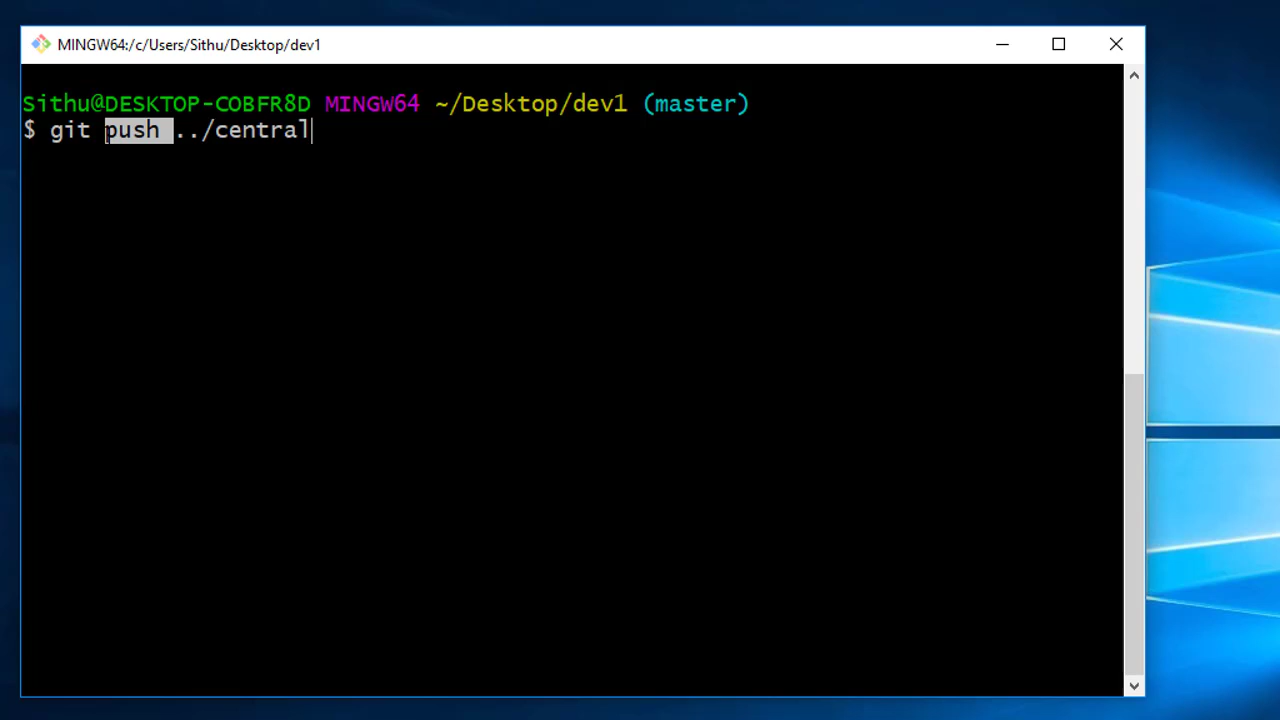 MINGW64:/c/Users/Sithu/Desktop/dev1
Sithu@DESKTOP-COBFR8D MINGW64 ~/Desktop/dev1 (master)
$ git push ../central